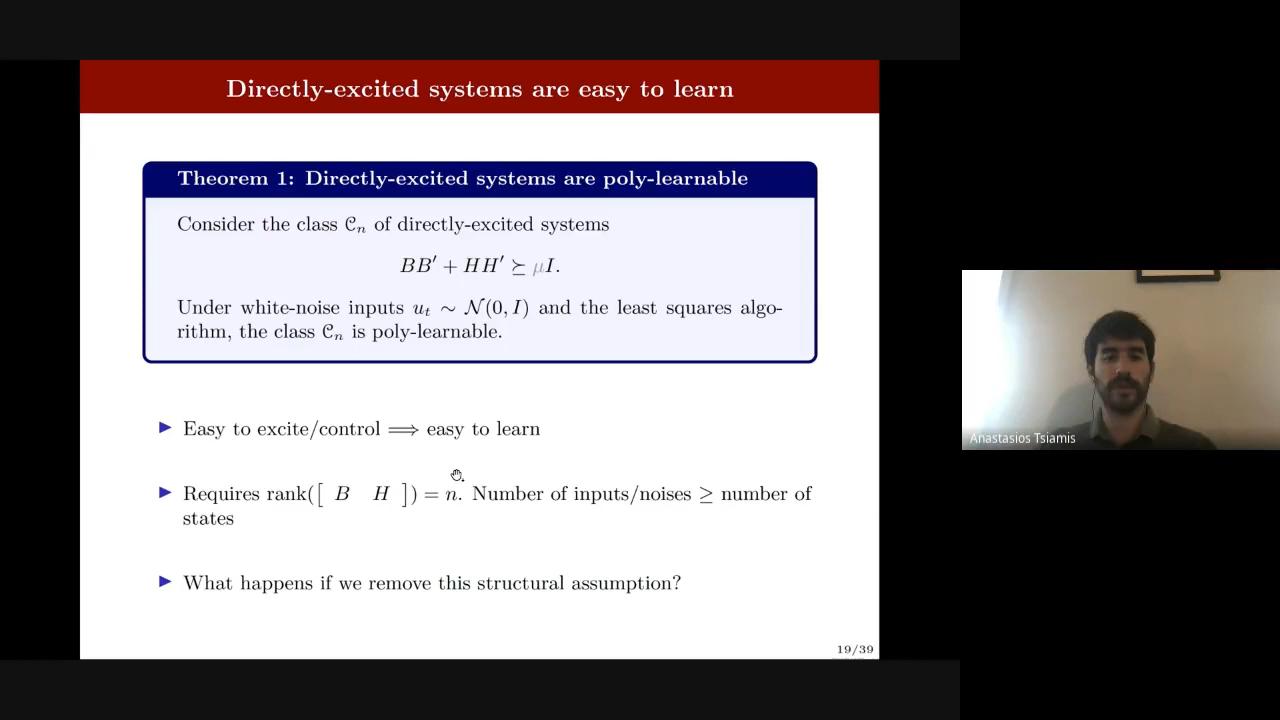 Directly-excited systems are easy to learn
Theorem 1: Directly-excited systems are poly-learnable
Consider the class 𝒞ₙ of directly-excited systems
BB′ + HH′ ⪰ μI.
Under white-noise inputs uₜ ∼ 𝒩(0, I) and the least squares algo-
rithm, the class 𝒞ₙ is poly-learnable.
▶ Easy to excite/control ⟹ easy to learn
▶ Requires rank([ B H ]) = n. Number of inputs/noises ≥ number of
states
▶ What happens if we remove this structural assumption?
19/39
Anastasios Tsiamis